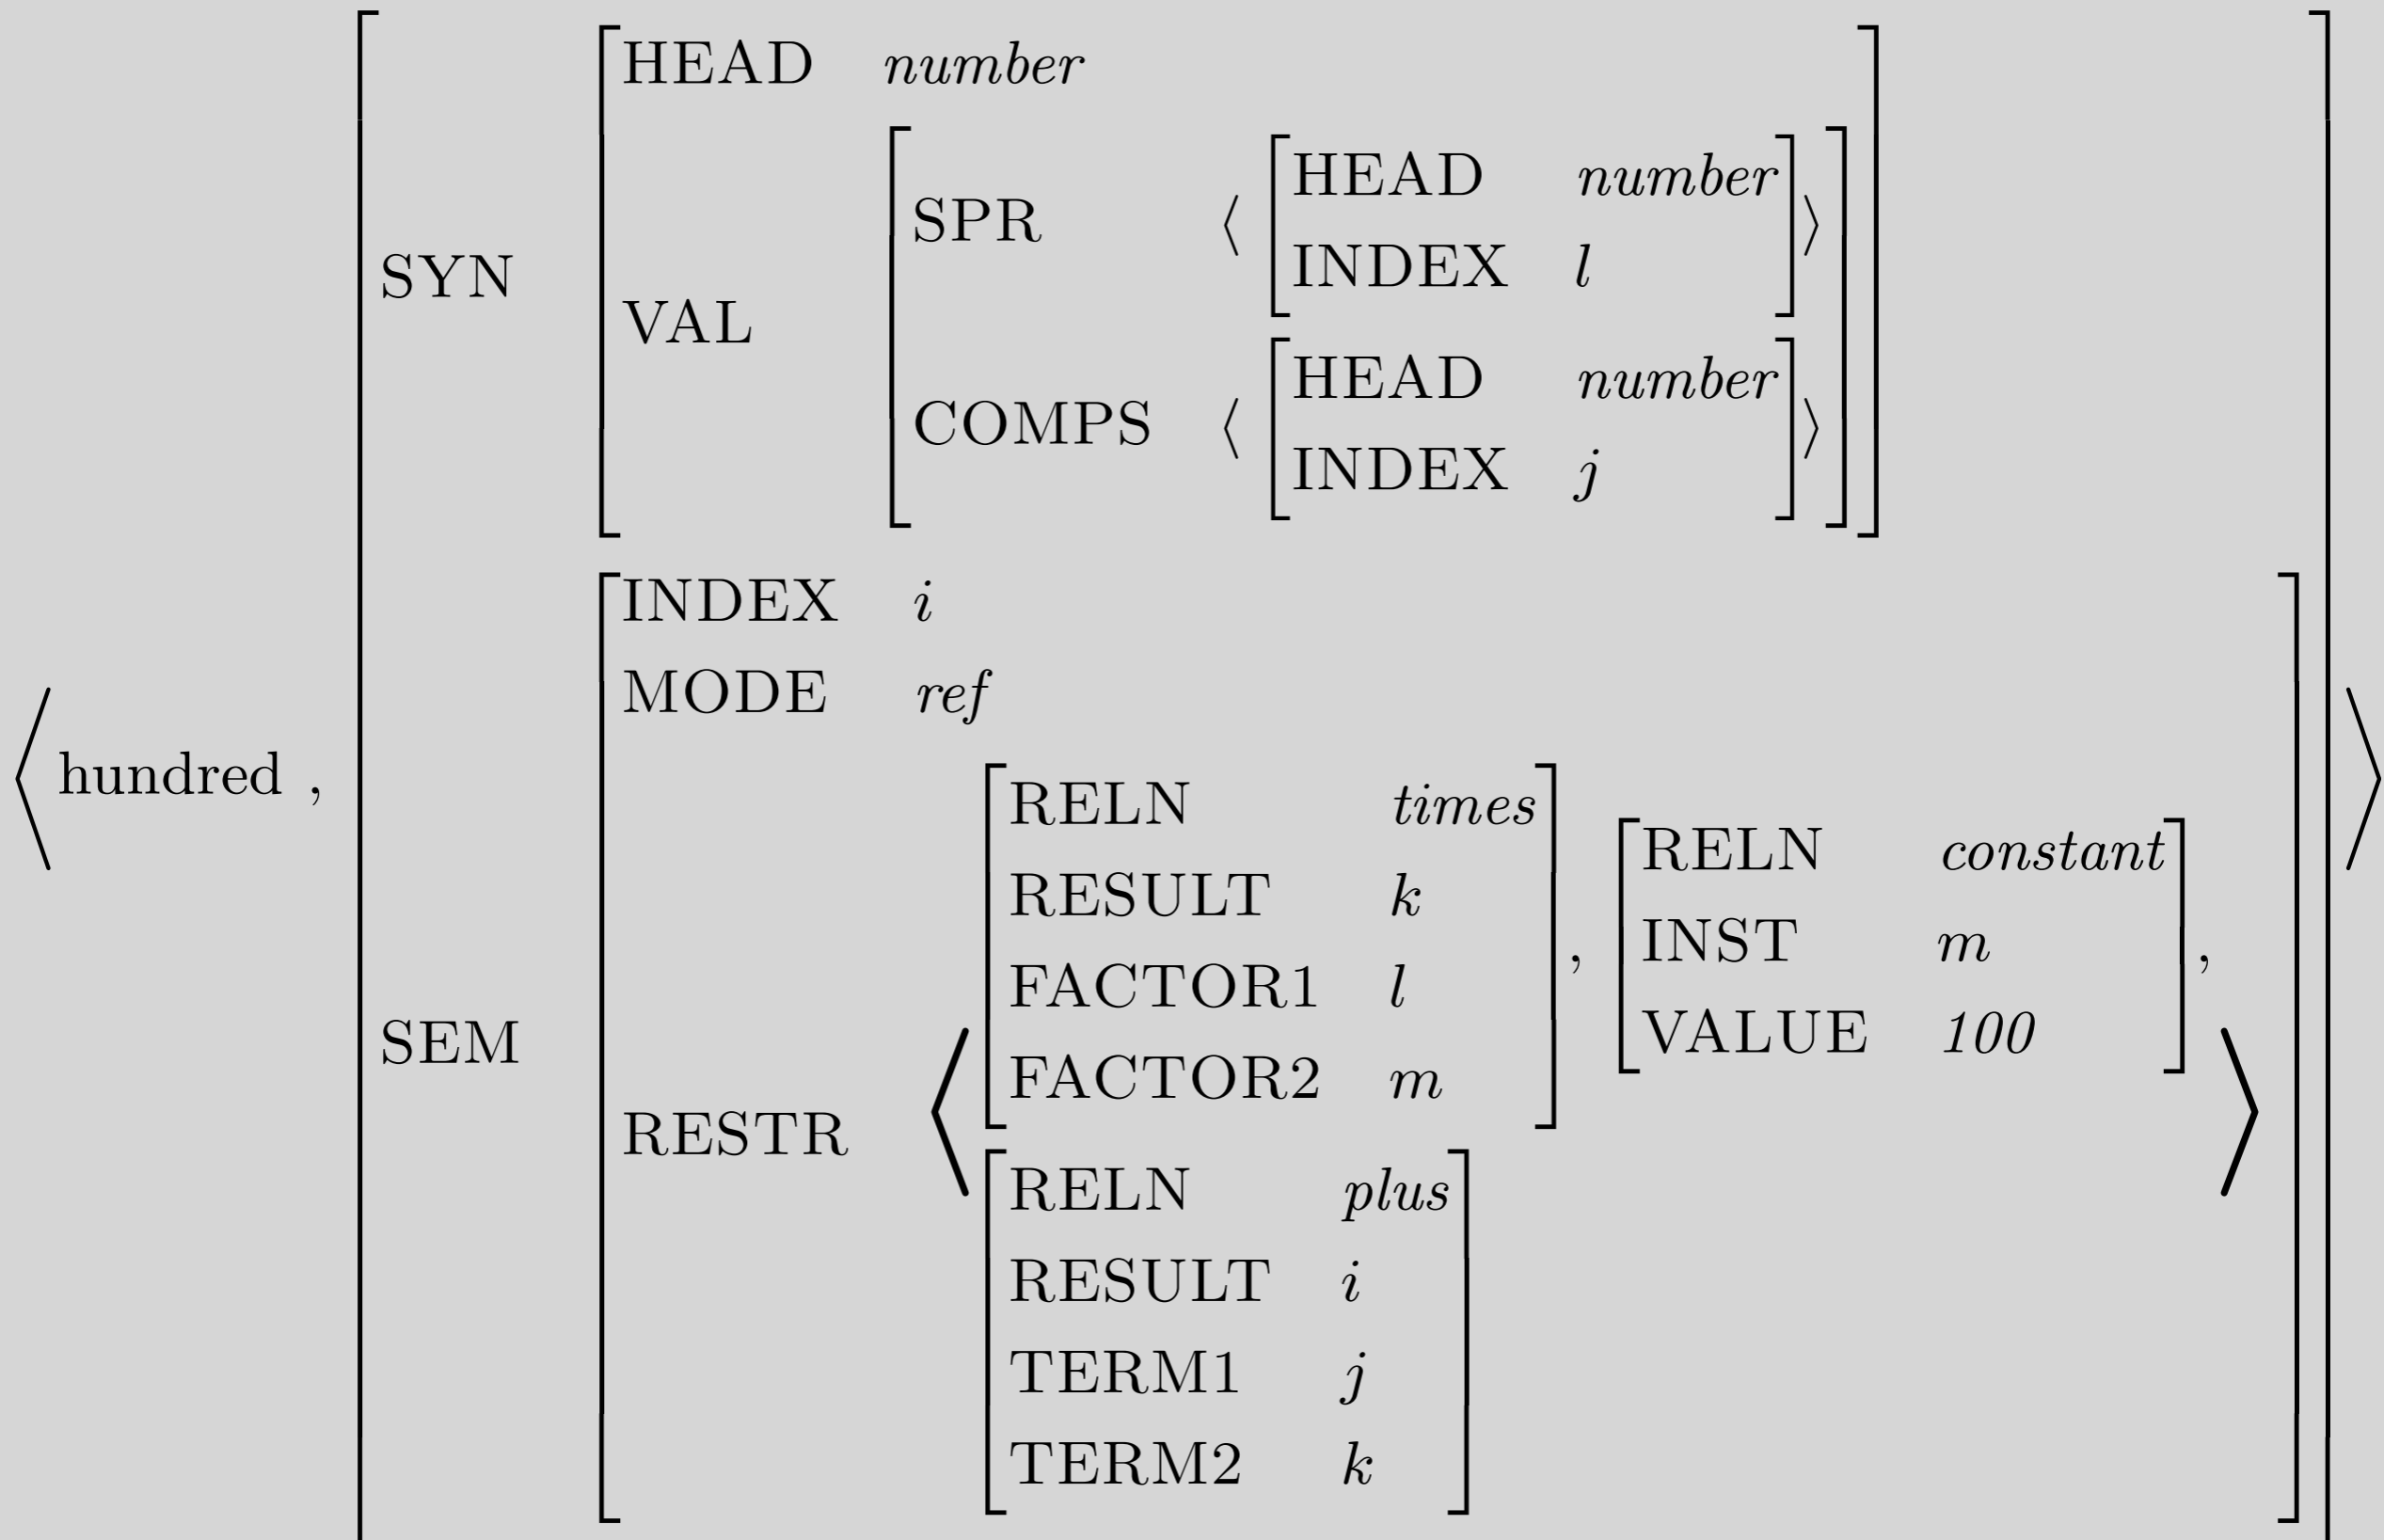 HEAD number
SPR ⟨ [HEAD number
INDEX l] ⟩
SYN
VAL
COMPS ⟨ [HEAD number
INDEX j] ⟩
⟨ hundred ,
INDEX i
MODE ref
SEM
RESTR ⟨
[RELN times
RESULT k
FACTOR1 l
FACTOR2 m] ,
[RELN constant
INST m
VALUE 100] ,
[RELN plus
RESULT i
TERM1 j
TERM2 k] ⟩ ⟩